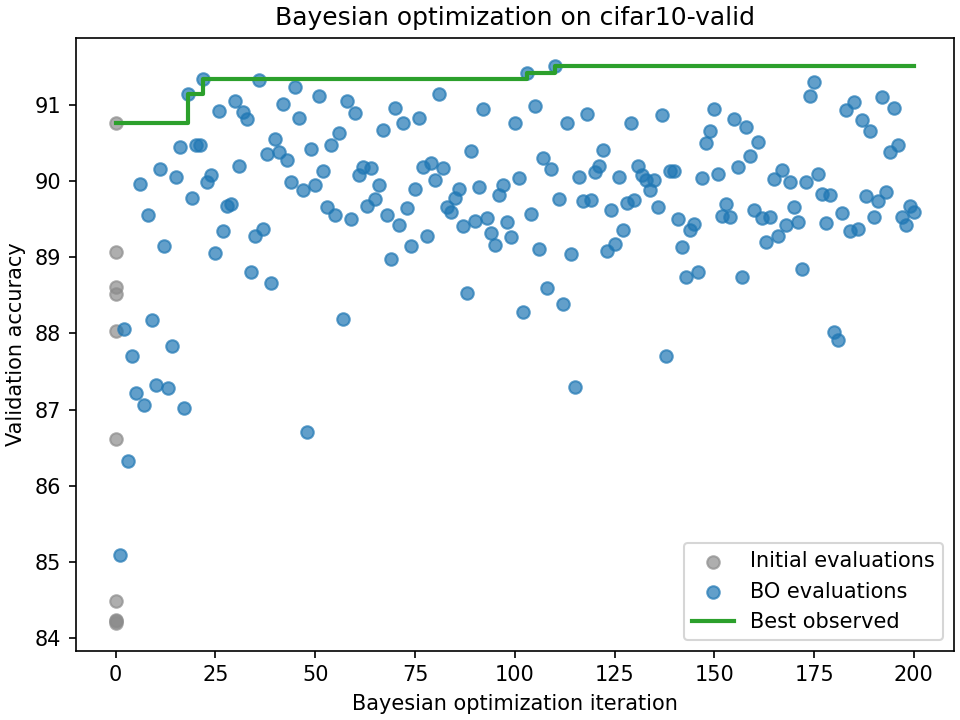 Bayesian optimization on cifar10-valid
Validation accuracy
91
90
89
88
87
86
85
84
0 25 50 75 100 125 150 175 200
Bayesian optimization iteration
Initial evaluations
BO evaluations
Best observed